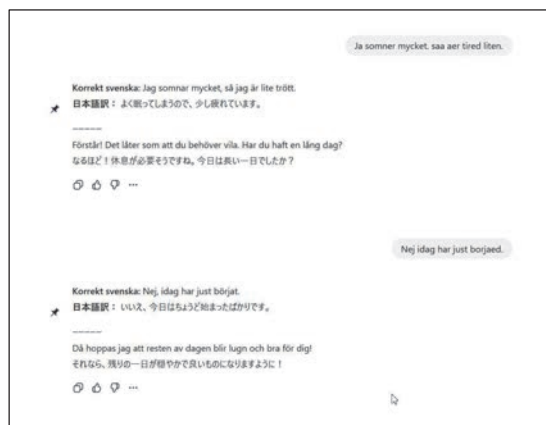 Ja somner mycket. saa aer tired liten.
Korrekt svenska: Jag somnar mycket, så jag är lite trött.
日本語訳： よく眠ってしまうので、少し疲れています。
_____
Förstår! Det låter som att du behöver vila. Har du haft en lång dag?
なるほど！休息が必要そうですね。今日は長い一日でしたか？
Nej idag har just borjaed.
Korrekt svenska: Nej, idag har just börjat.
日本語訳： いいえ、今日はちょうど始まったばかりです。
_____
Då hoppas jag att resten av dagen blir lugn och bra för dig!
それなら、残りの一日が穏やかで良いものになりますように！